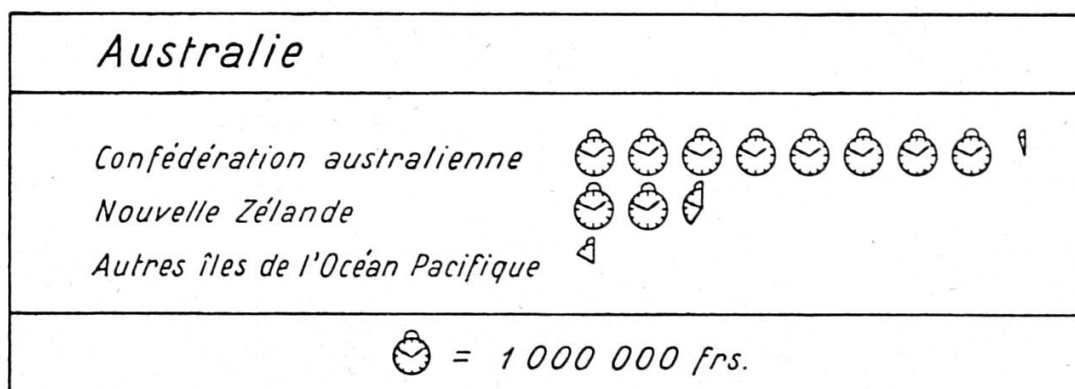 Australie
Confédération australienne
Nouvelle Zélande
Autres îles de l'Océan Pacifique
= 1 000 000 frs.